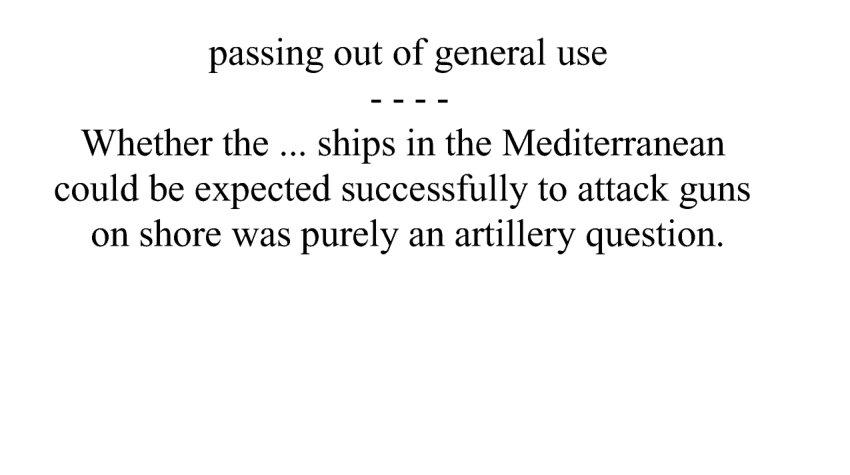 passing out of general use
- - - -
Whether the ... ships in the Mediterranean
could be expected successfully to attack guns
on shore was purely an artillery question.